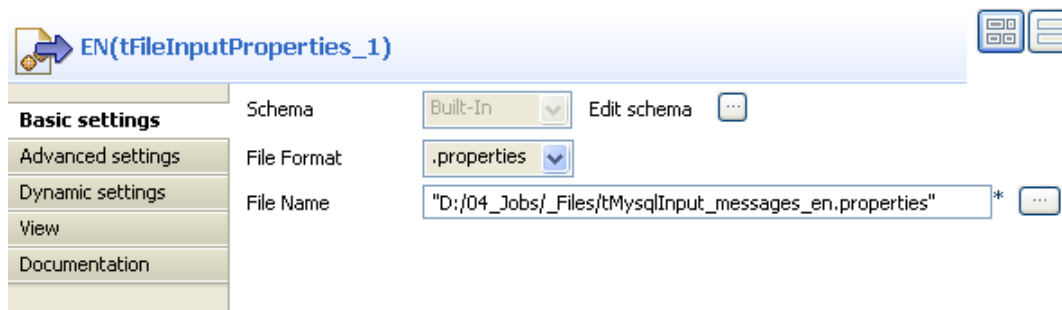 EN(tFileInputProperties_1)
Basic settings
Advanced settings
Dynamic settings
View
Documentation
Schema
Built-In
Edit schema
...
File Format
.properties
File Name
"D:/04_Jobs/_Files/tMysqlInput_messages_en.properties"
*
...